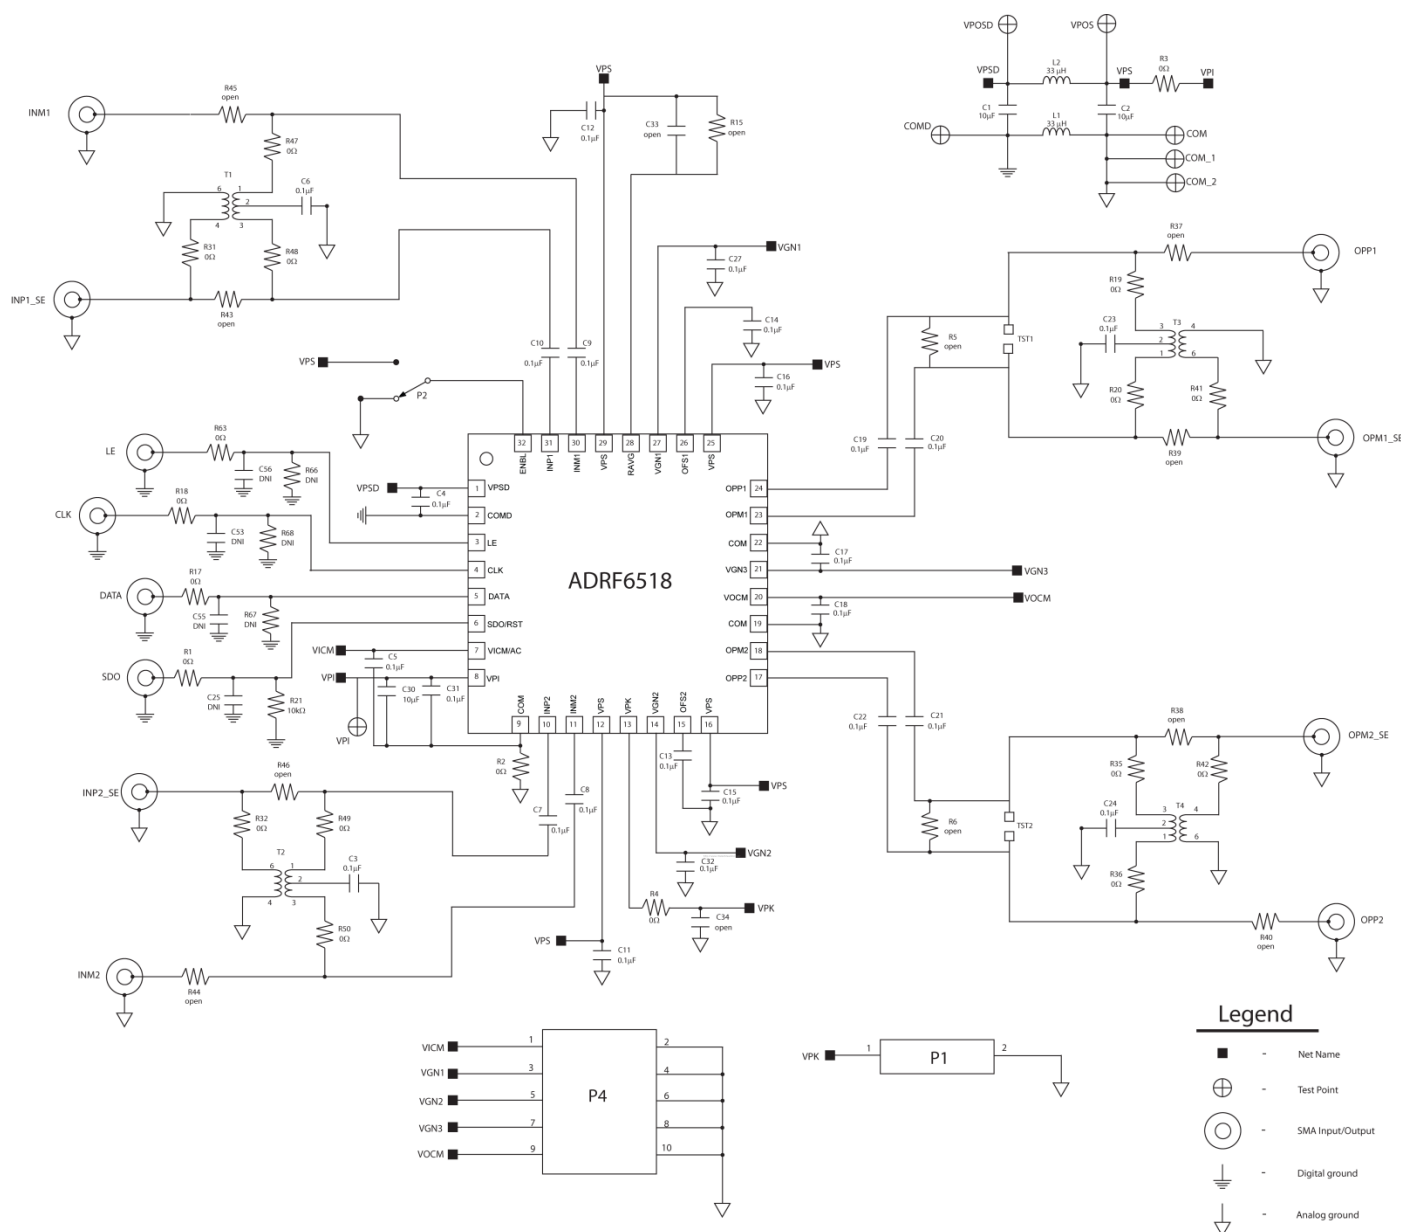 VPOSD
VPOS
VPSD
L2
33 µH
VPS
R3
0Ω
VPI
C1
10µF
C2
10µF
COMD
L1
33 µH
COM
COM_1
COM_2
VPS
C12
0.1µF
C33
open
R15
open
INM1
R45
open
R47
0Ω
T1
6
1
2
4
3
C6
0.1µF
R31
0Ω
R48
0Ω
INP1_SE
R43
open
VGN1
C27
0.1µF
C14
0.1µF
C10
0.1µF
C9
0.1µF
C16
0.1µF
VPS
VPS
P2
R37
open
OPP1
R19
0Ω
C23
0.1µF
T3
3
2
1
4
6
R5
open
TST1
R20
0Ω
R41
0Ω
R39
open
OPM1_SE
C19
0.1µF
C20
0.1µF
LE
R63
0Ω
C56
DNI
R66
DNI
CLK
R18
0Ω
C53
DNI
R68
DNI
DATA
R17
0Ω
C55
DNI
R67
DNI
SDO
R1
0Ω
C25
DNI
R21
10kΩ
VPSD
C4
0.1µF
VICM
C5
0.1µF
VPI
C30
10µF
C31
0.1µF
VPI
ADRF6518
32 31 30 29 28 27 26 25
ENBL INP1 INM1 VPS RAVG VGN1 OFS1 VPS
1 VPSD
2 COMD
3 LE
4 CLK
5 DATA
6 SDO/RST
7 VICM/AC
8 VPI
OPP1 24
OPM1 23
COM 22
VGN3 21
VOCM 20
COM 19
OPM2 18
OPP2 17
COM INP2 INM2 VPS VPK VGN2 OFS2 VPS
9 10 11 12 13 14 15 16
C17
0.1µF
VGN3
VOCM
C18
0.1µF
C22
0.1µF
C21
0.1µF
R2
0Ω
C7
0.1µF
C8
0.1µF
C13
0.1µF
C15
0.1µF
VPS
C32
0.1µF
VGN2
R4
0Ω
C34
open
VPK
VPS
C11
0.1µF
INP2_SE
R46
open
R32
0Ω
R49
0Ω
T2
6
1
2
4
3
C3
0.1µF
R50
0Ω
INM2
R44
open
R38
open
OPM2_SE
R35
0Ω
R42
0Ω
C24
0.1µF
T4
3
2
1
4
6
R6
open
TST2
R36
0Ω
R40
open
OPP2
VICM 1
VGN1 3
VGN2 5
VGN3 7
VOCM 9
P4
2
4
6
8
10
VPK 1 P1 2
Legend
- Net Name
- Test Point
- SMA Input/Output
- Digital ground
- Analog ground